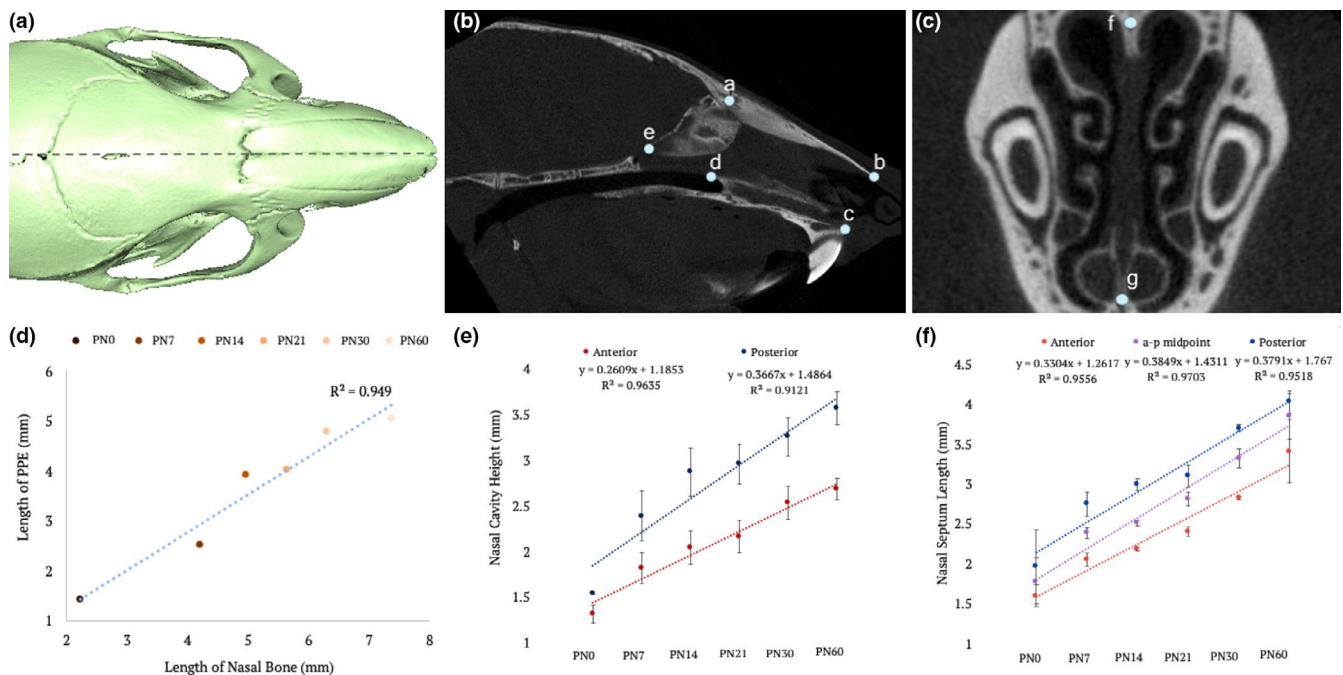 (a)
(b)
a
e
d
b
c
(c)
f
g
(d)
PN0 PN7 PN14 PN21 PN30 PN60
R² = 0.949
6
5
4
3
2
1
2 3 4 5 6 7 8
Length of PPE (mm)
Length of Nasal Bone (mm)
(e)
Anterior Posterior
y = 0.2609x + 1.1853 y = 0.3667x + 1.4864
R² = 0.9635 R² = 0.9121
4
3.5
3
2.5
2
1.5
1
Nasal Cavity Height (mm)
PN0 PN7 PN14 PN21 PN30 PN60
(f)
Anterior a-p midpoint Posterior
y = 0.3304x + 1.2617 y = 0.3849x + 1.4311 y = 0.3791x + 1.767
R² = 0.9556 R² = 0.9703 R² = 0.9518
4.5
4
3.5
3
2.5
2
1.5
1
Nasal Septum Length (mm)
PN0 PN7 PN14 PN21 PN30 PN60